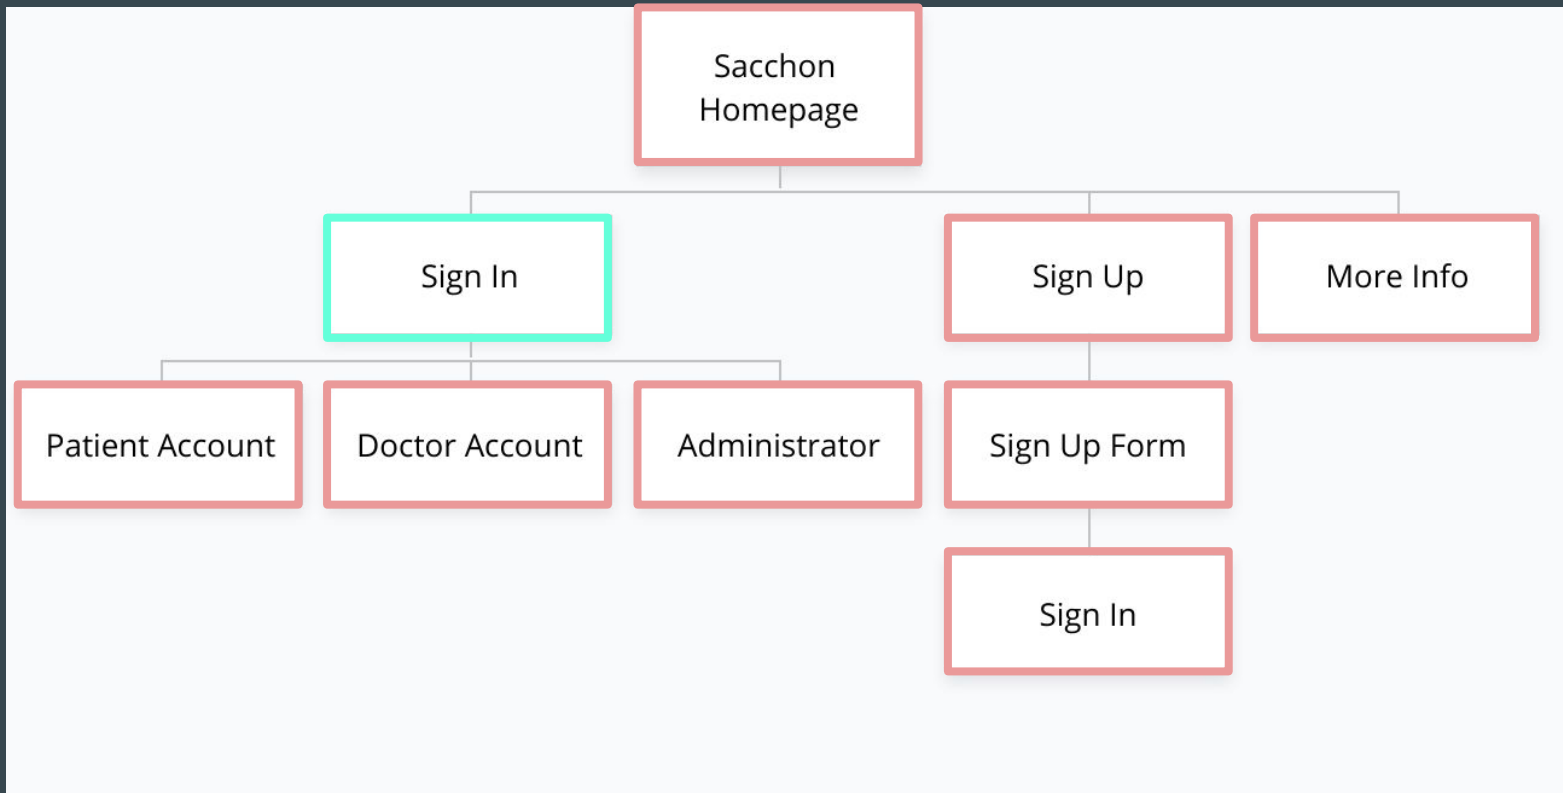 Sacchon
Homepage
Sign In
Sign Up
More Info
Patient Account
Doctor Account
Administrator
Sign Up Form
Sign In